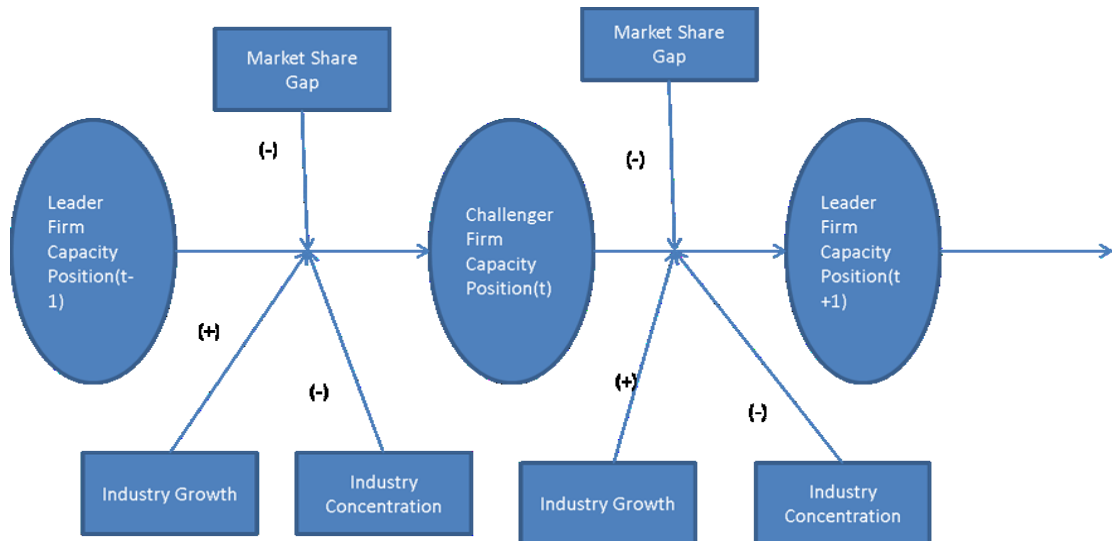 Market Share
Gap
Market Share
Gap
(-)
(-)
Leader
Firm
Capacity
Position(t-
1)
Challenger
Firm
Capacity
Position(t)
Leader
Firm
Capacity
Position(t
+1)
(+)
(-)
(+)
(-)
Industry Growth
Industry
Concentration
Industry Growth
Industry
Concentration